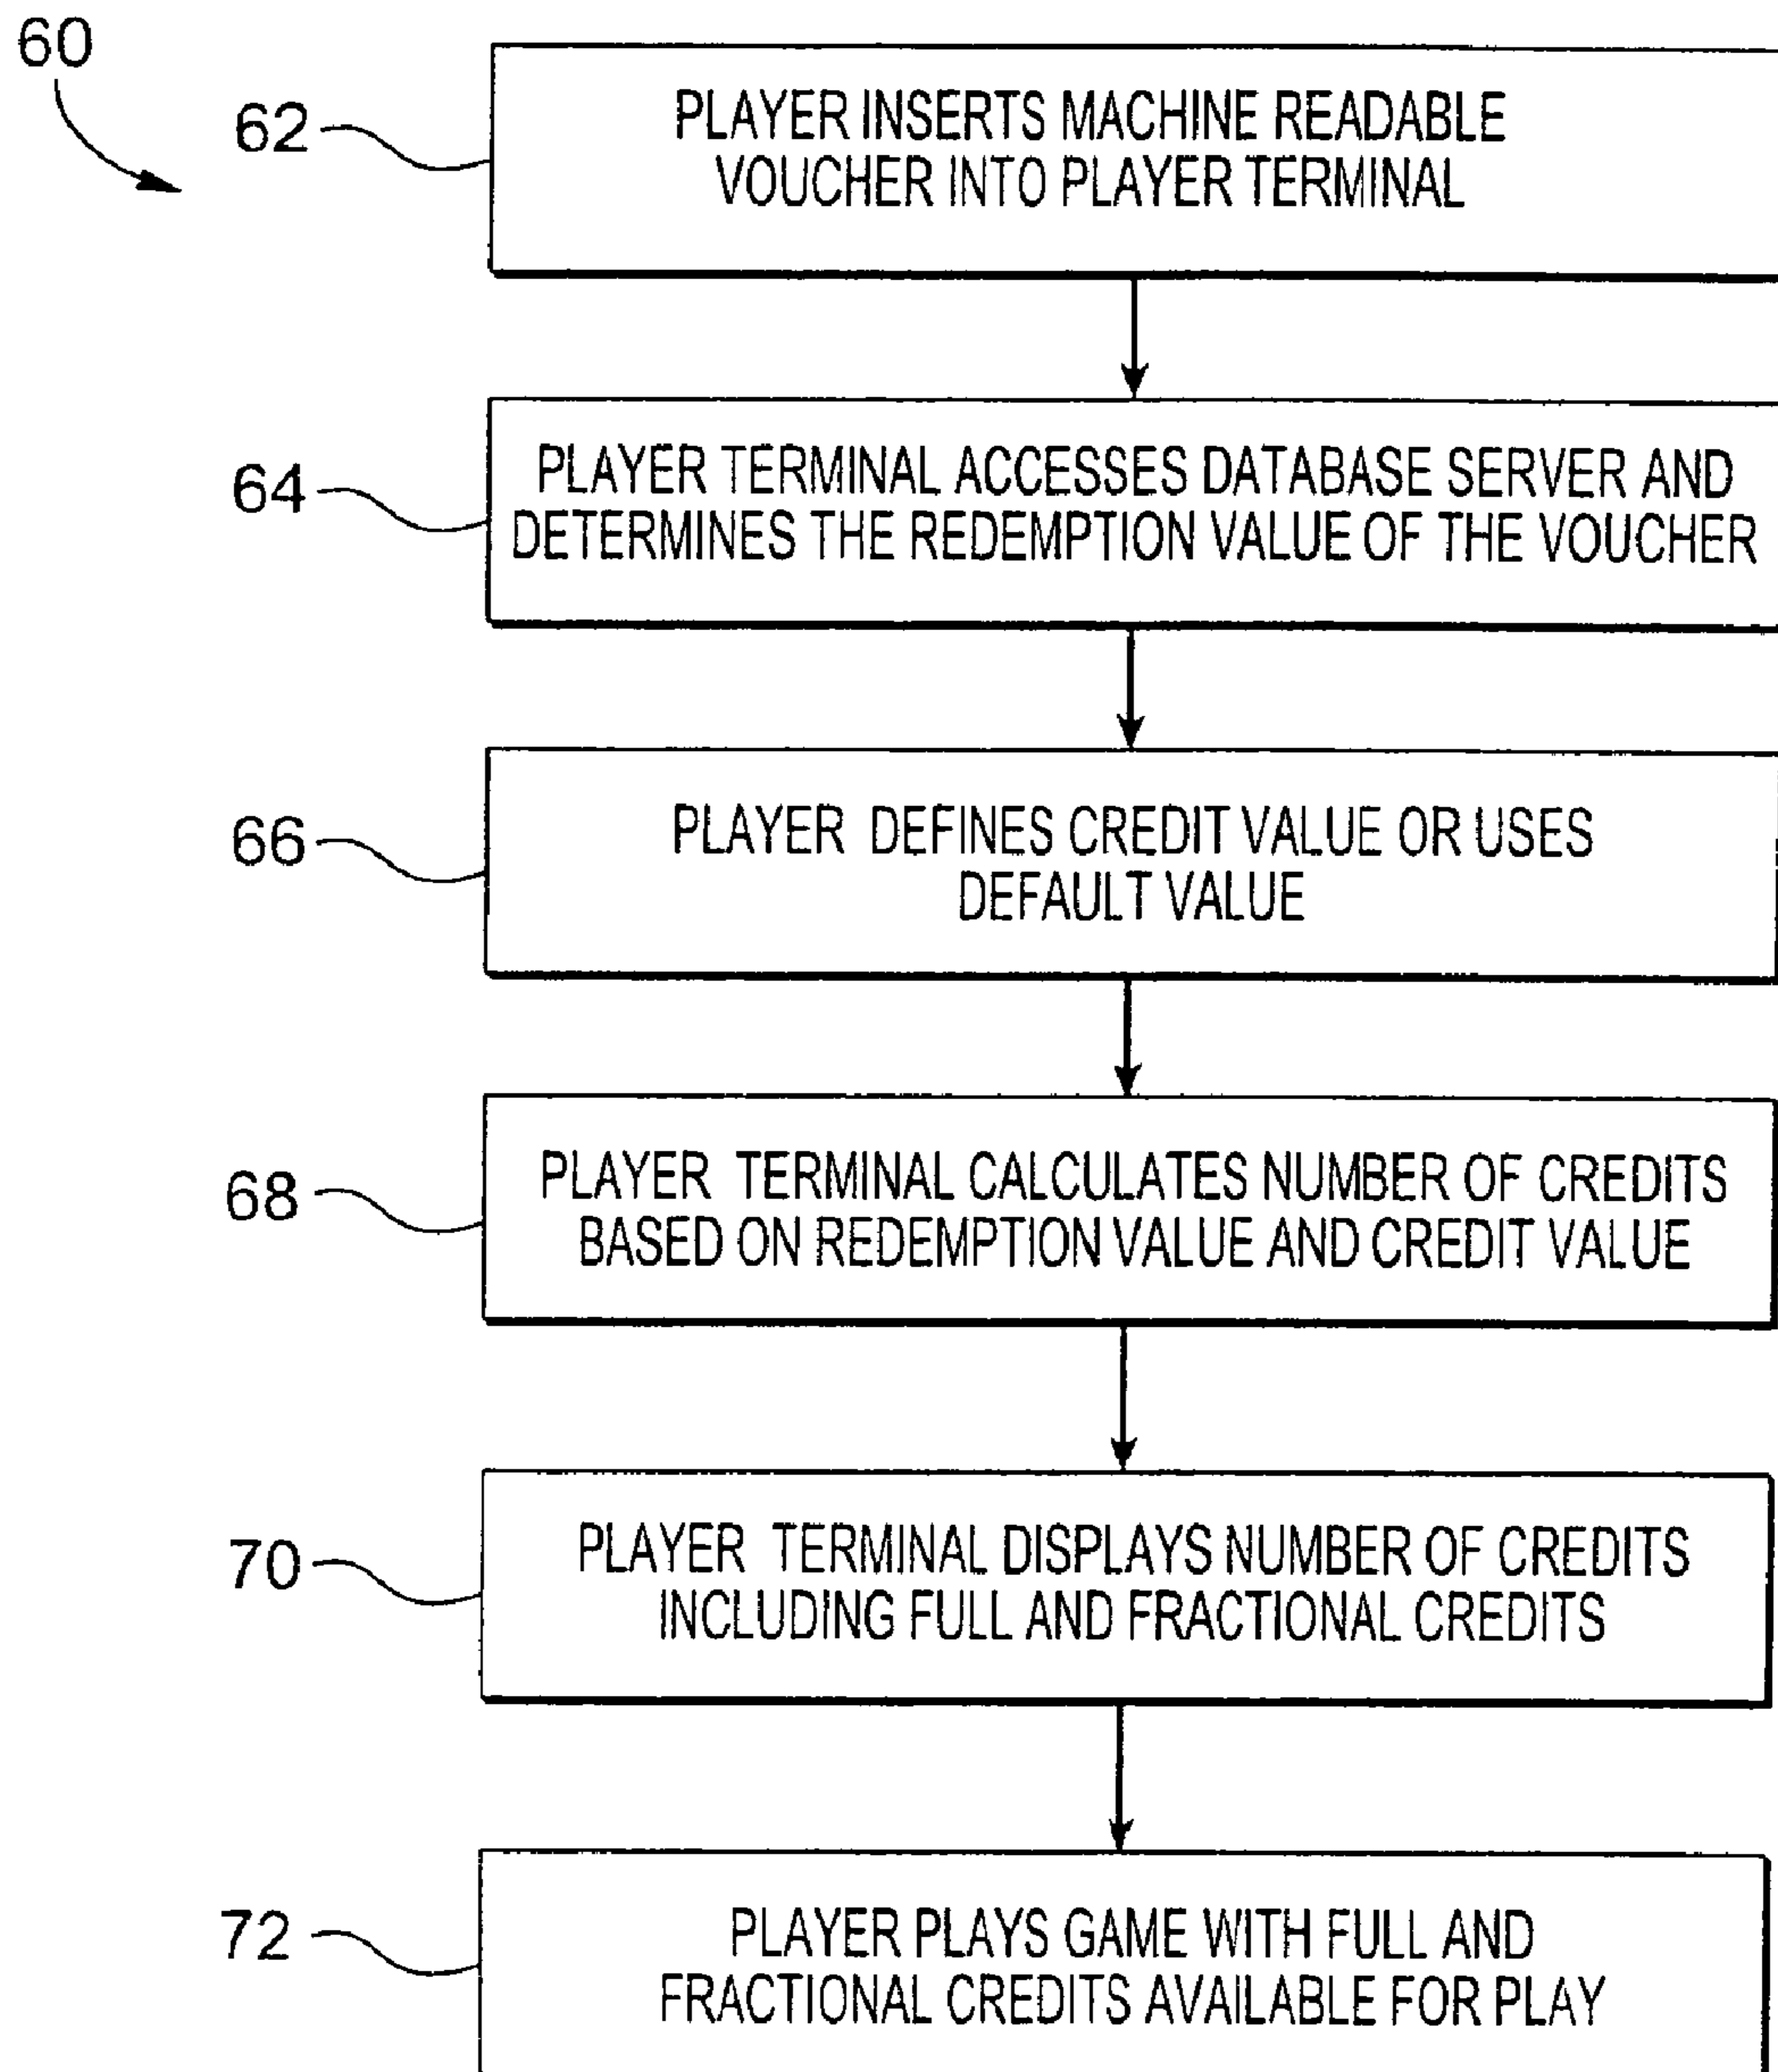 60
62
PLAYER INSERTS MACHINE READABLE
VOUCHER INTO PLAYER TERMINAL
64
PLAYER TERMINAL ACCESSES DATABASE SERVER AND
DETERMINES THE REDEMPTION VALUE OF THE VOUCHER
66
PLAYER DEFINES CREDIT VALUE OR USES
DEFAULT VALUE
68
PLAYER TERMINAL CALCULATES NUMBER OF CREDITS
BASED ON REDEMPTION VALUE AND CREDIT VALUE
70
PLAYER TERMINAL DISPLAYS NUMBER OF CREDITS
INCLUDING FULL AND FRACTIONAL CREDITS
72
PLAYER PLAYS GAME WITH FULL AND
FRACTIONAL CREDITS AVAILABLE FOR PLAY